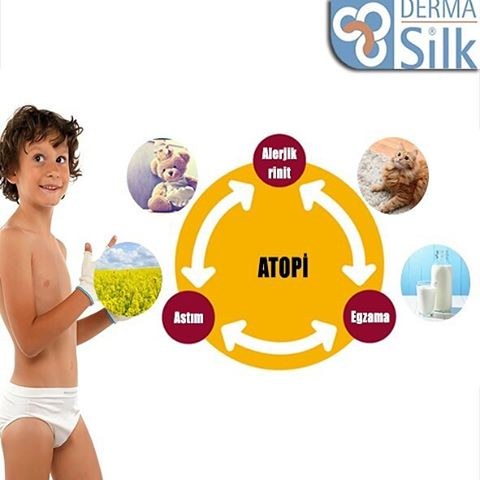 DERMA
Silk®
Alerjik
rinit
ATOPİ
Astım
Egzama